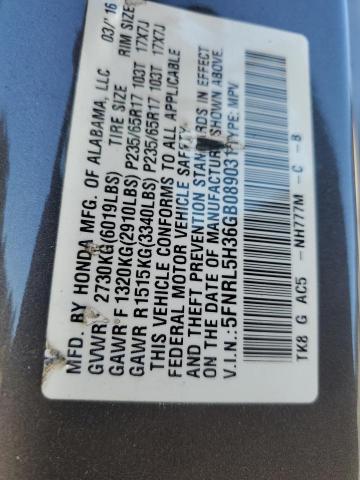 MFD. BY HONDA MFG. OF ALABAMA, LLC 03/'16
GVWR 2730KG(6019LBS) TIRE SIZE RIM SIZE
GAWR F 1320KG(2910LBS) P235/65R17 103T 17X7J
GAWR R1515KG(3340LBS) P235/65R17 103T 17X7J
THIS VEHICLE CONFORMS TO ALL APPLICABLE
FEDERAL MOTOR VEHICLE SAFETY
AND THEFT PREVENTION STANDARDS IN EFFECT
ON THE DATE OF MANUFACTURE SHOWN ABOVE.
V.I.N.:5FNRL5H36GB089031 TYPE: MPV
TK8 G AC5 -NH777M -C -8